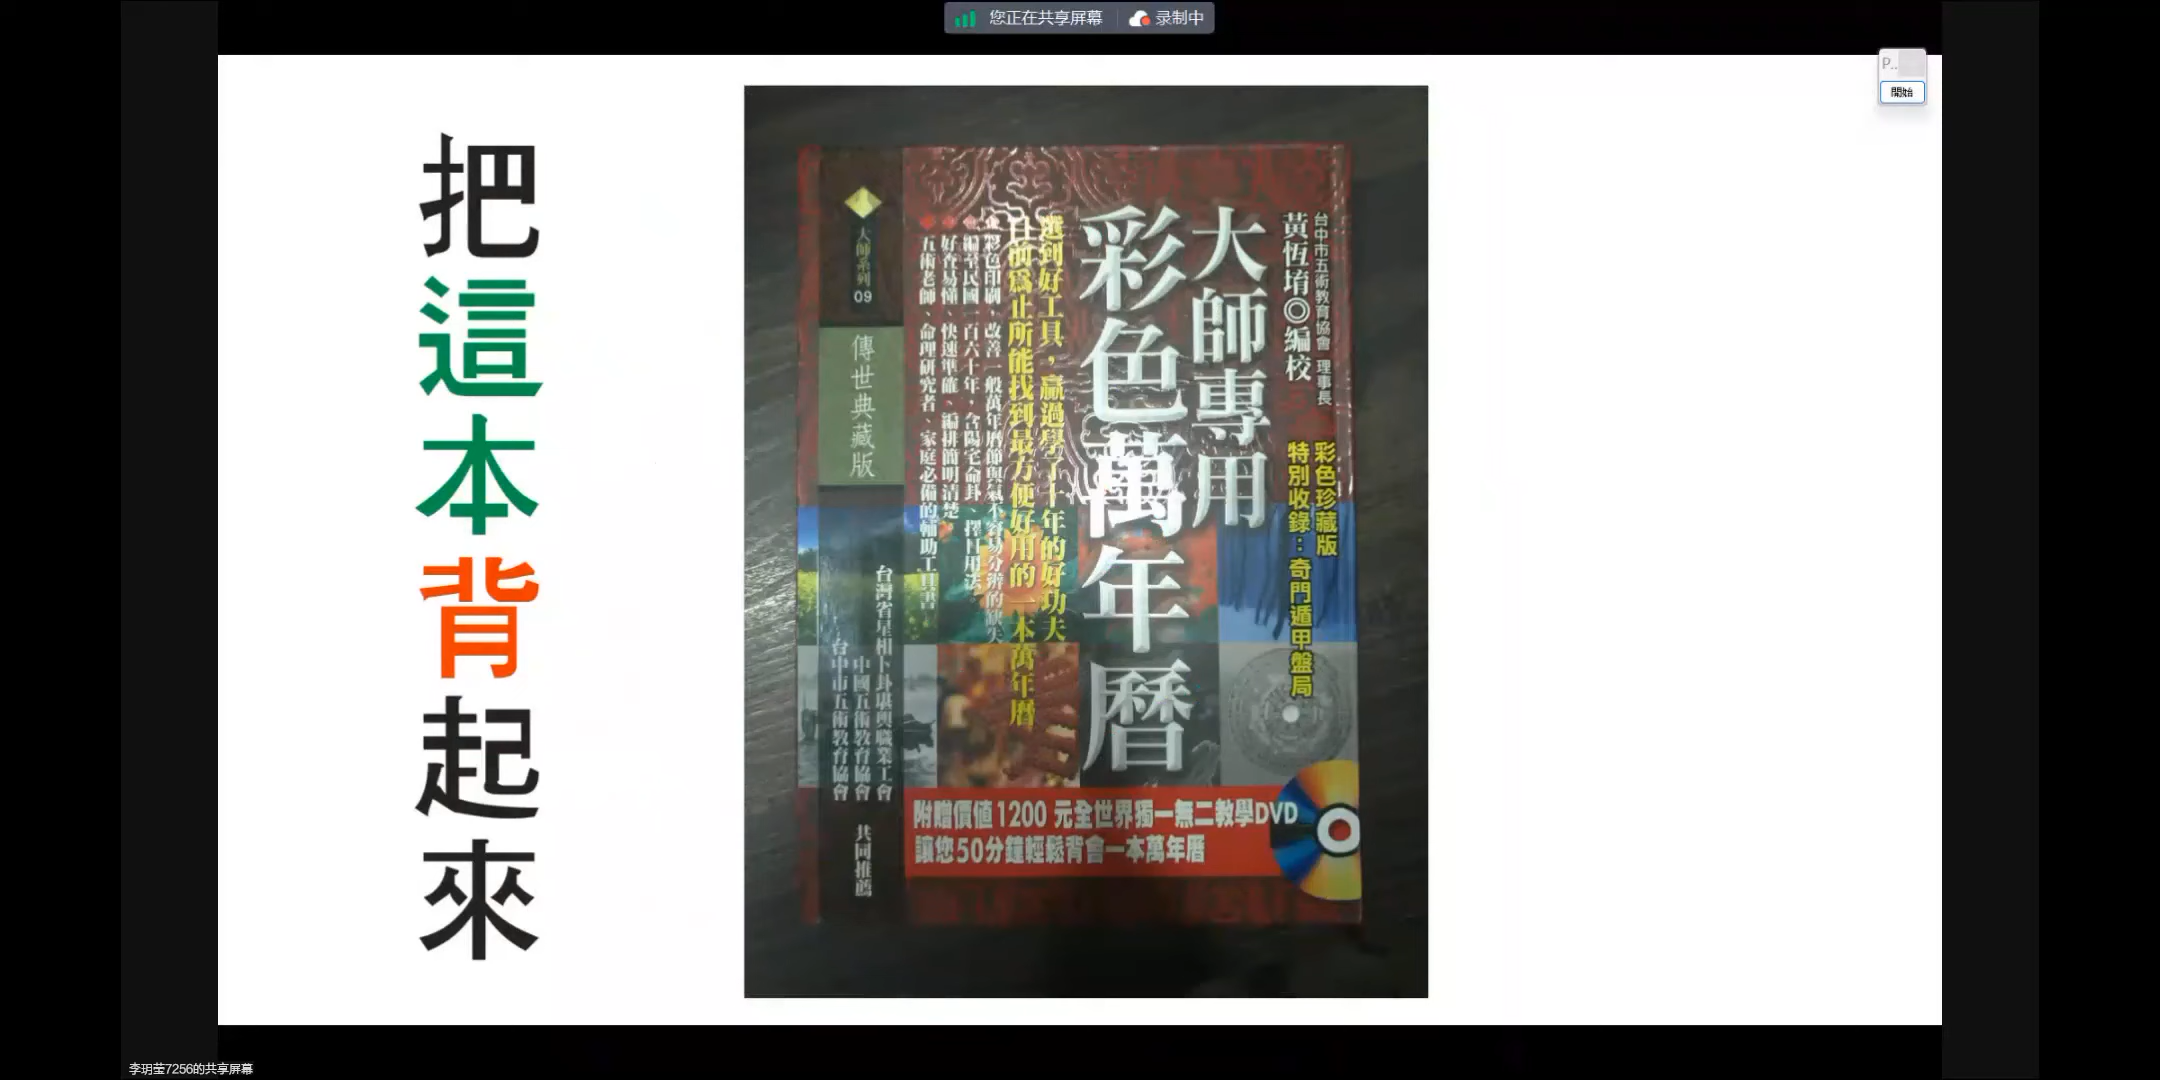 您正在共享屏幕
录制中
P..
開始
把這本背起來
台中市五術教育協會 理事長
黃恆堉◎編校
彩色珍藏版
特別收錄：奇門遁甲盤局
大師專用
彩色萬年曆
選到好工具，贏過學了十年的好功夫
目前為止所能找到最方便好用的一本萬年曆
彩色印刷，改善一般萬年曆節與氣不容易分辨的缺失
編至民國一百六十年，含陽宅命卦、擇日用法
好查易懂、快速準確、編排簡明清楚
五術老師、命理研究者、家庭必備的輔助工具書
大師系列
09
傳世典藏版
台灣省星相卜卦堪輿職業工會
中國五術教育協會
台中市五術教育協會
共同推薦
附贈價值1200 元全世界獨一無二教學DVD
讓您50分鐘輕鬆背會一本萬年曆
李玥莹7256的共享屏幕